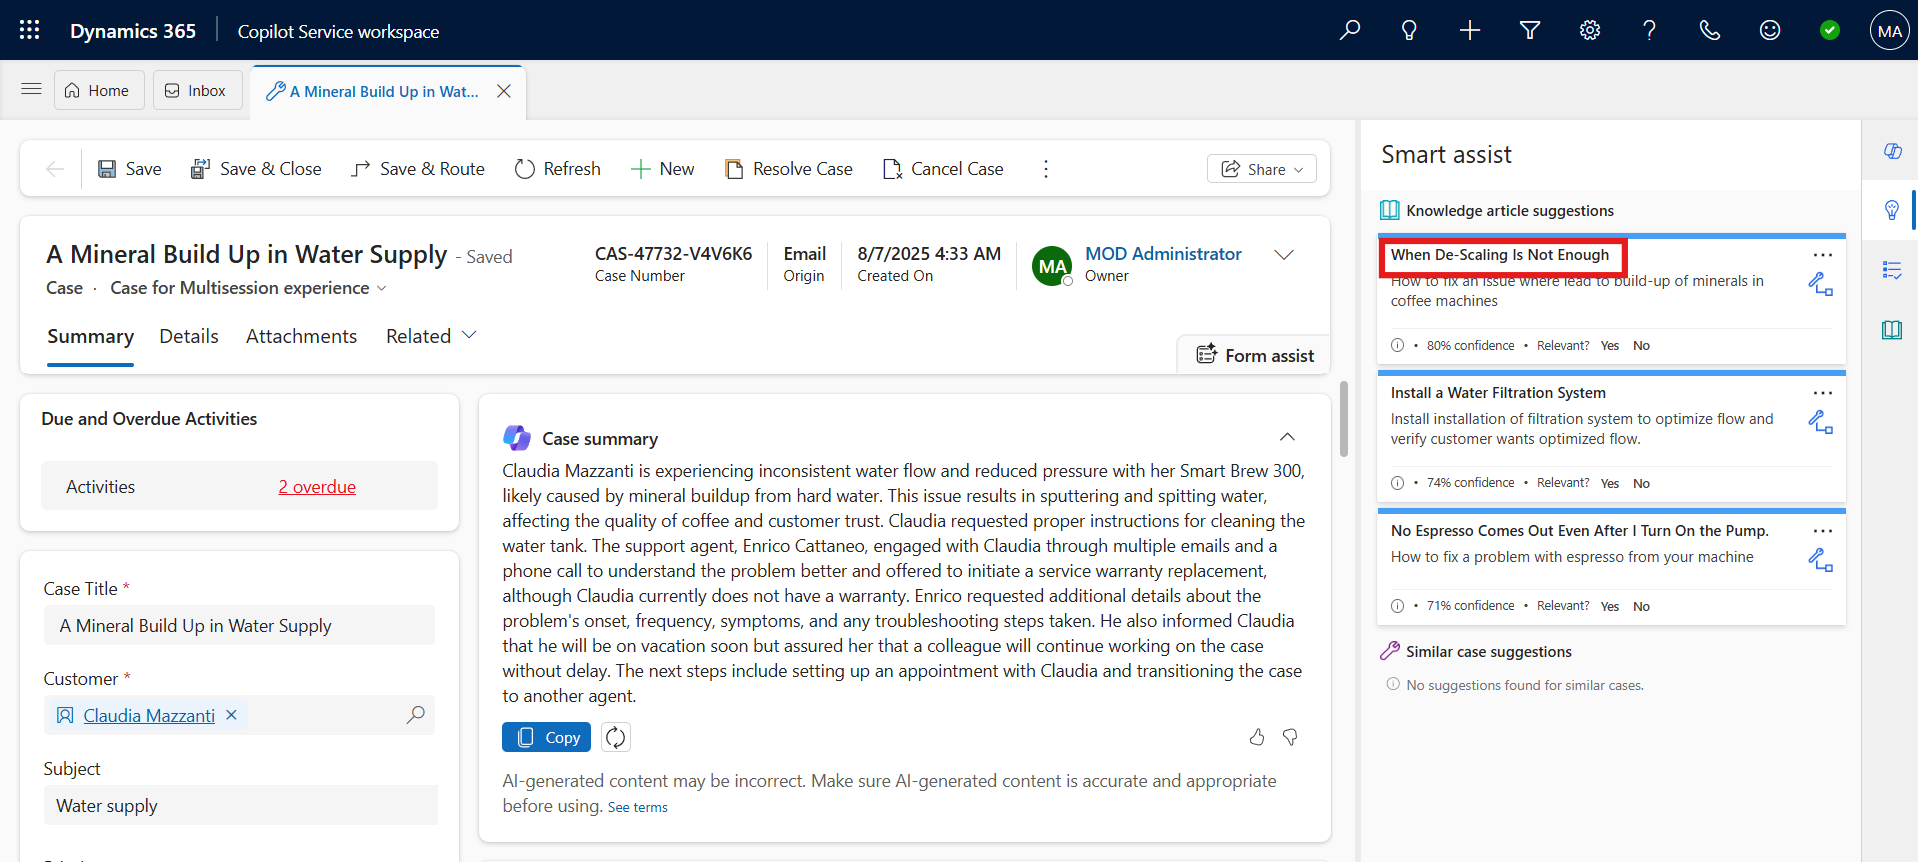 Dynamics 365
Copilot Service workspace
MA
Home
Inbox
A Mineral Build Up in Wat...
Save
Save & Close
Save & Route
Refresh
New
Resolve Case
Cancel Case
Share
A Mineral Build Up in Water Supply - Saved
Case · Case for Multisession experience
CAS-47732-V4V6K6
Case Number
Email
Origin
8/7/2025 4:33 AM
Created On
MA
MOD Administrator
Owner
Summary
Details
Attachments
Related
Form assist
Due and Overdue Activities
Activities
2 overdue
Case Title *
A Mineral Build Up in Water Supply
Customer *
Claudia Mazzanti
Subject
Water supply
Case summary
Claudia Mazzanti is experiencing inconsistent water flow and reduced pressure with her Smart Brew 300,
likely caused by mineral buildup from hard water. This issue results in sputtering and spitting water,
affecting the quality of coffee and customer trust. Claudia requested proper instructions for cleaning the
water tank. The support agent, Enrico Cattaneo, engaged with Claudia through multiple emails and a
phone call to understand the problem better and offered to initiate a service warranty replacement,
although Claudia currently does not have a warranty. Enrico requested additional details about the
problem's onset, frequency, symptoms, and any troubleshooting steps taken. He also informed Claudia
that he will be on vacation soon but assured her that a colleague will continue working on the case
without delay. The next steps include setting up an appointment with Claudia and transitioning the case
to another agent.
Copy
AI-generated content may be incorrect. Make sure AI-generated content is accurate and appropriate
before using. See terms
Smart assist
Knowledge article suggestions
When De-Scaling Is Not Enough
How to fix an issue where lead to build-up of minerals in
coffee machines
• 80% confidence • Relevant? Yes No
Install a Water Filtration System
Install installation of filtration system to optimize flow and
verify customer wants optimized flow.
• 74% confidence • Relevant? Yes No
No Espresso Comes Out Even After I Turn On the Pump.
How to fix a problem with espresso from your machine
• 71% confidence • Relevant? Yes No
Similar case suggestions
No suggestions found for similar cases.